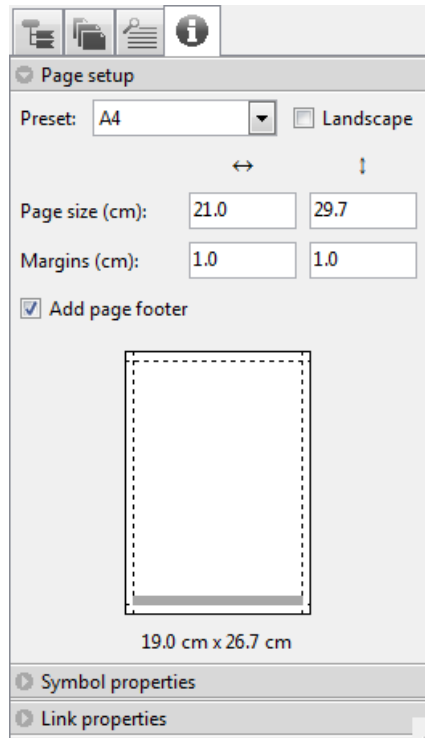 Page setup
Preset: A4 Landscape
↔ ↕
Page size (cm): 21.0 29.7
Margins (cm): 1.0 1.0
Add page footer
19.0 cm x 26.7 cm
Symbol properties
Link properties